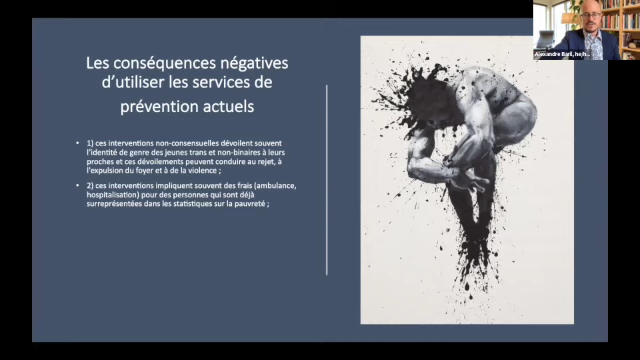 Alexandre Baril, he/h...
Les conséquences négatives
d'utiliser les services de
prévention actuels
• 1) ces interventions non-consensuelles dévoilent souvent
l'identité de genre des jeunes trans et non-binaires à leurs
proches et ces dévoilements peuvent conduire au rejet, à
l'expulsion du foyer et à de la violence ;
• 2) ces interventions impliquent souvent des frais (ambulance,
hospitalisation) pour des personnes qui sont déjà
surreprésentées dans les statistiques sur la pauvreté ;